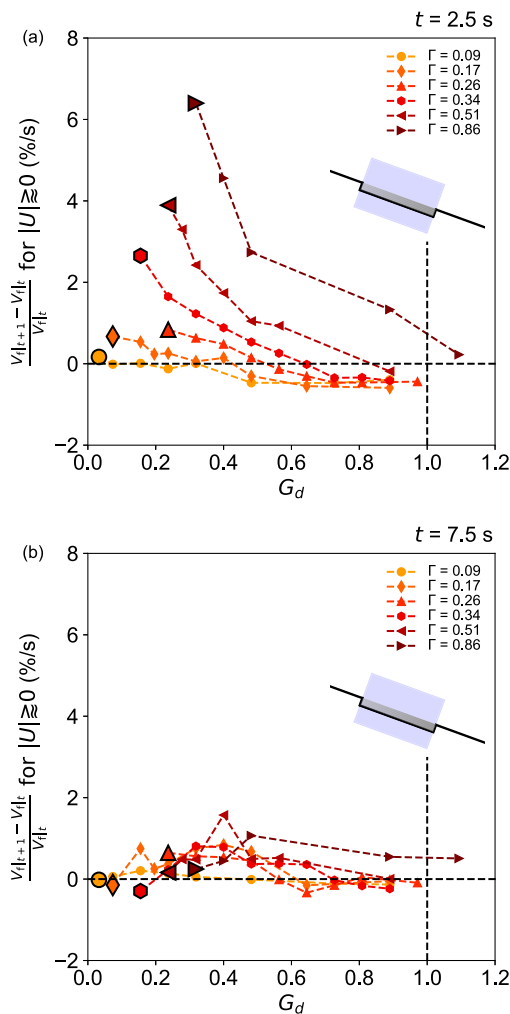 (a)
t = 2.5 s
8
6
4
2
0
−2
V_f|_{t+1} − V_f|_t
V_f|_t
for |U|≊0 (%/s)
Γ = 0.09
Γ = 0.17
Γ = 0.26
Γ = 0.34
Γ = 0.51
Γ = 0.86
0.0 0.2 0.4 0.6 0.8 1.0 1.2
G_d
(b)
t = 7.5 s
8
6
4
2
0
−2
V_f|_{t+1} − V_f|_t
V_f|_t
for |U|≊0 (%/s)
Γ = 0.09
Γ = 0.17
Γ = 0.26
Γ = 0.34
Γ = 0.51
Γ = 0.86
0.0 0.2 0.4 0.6 0.8 1.0 1.2
G_d